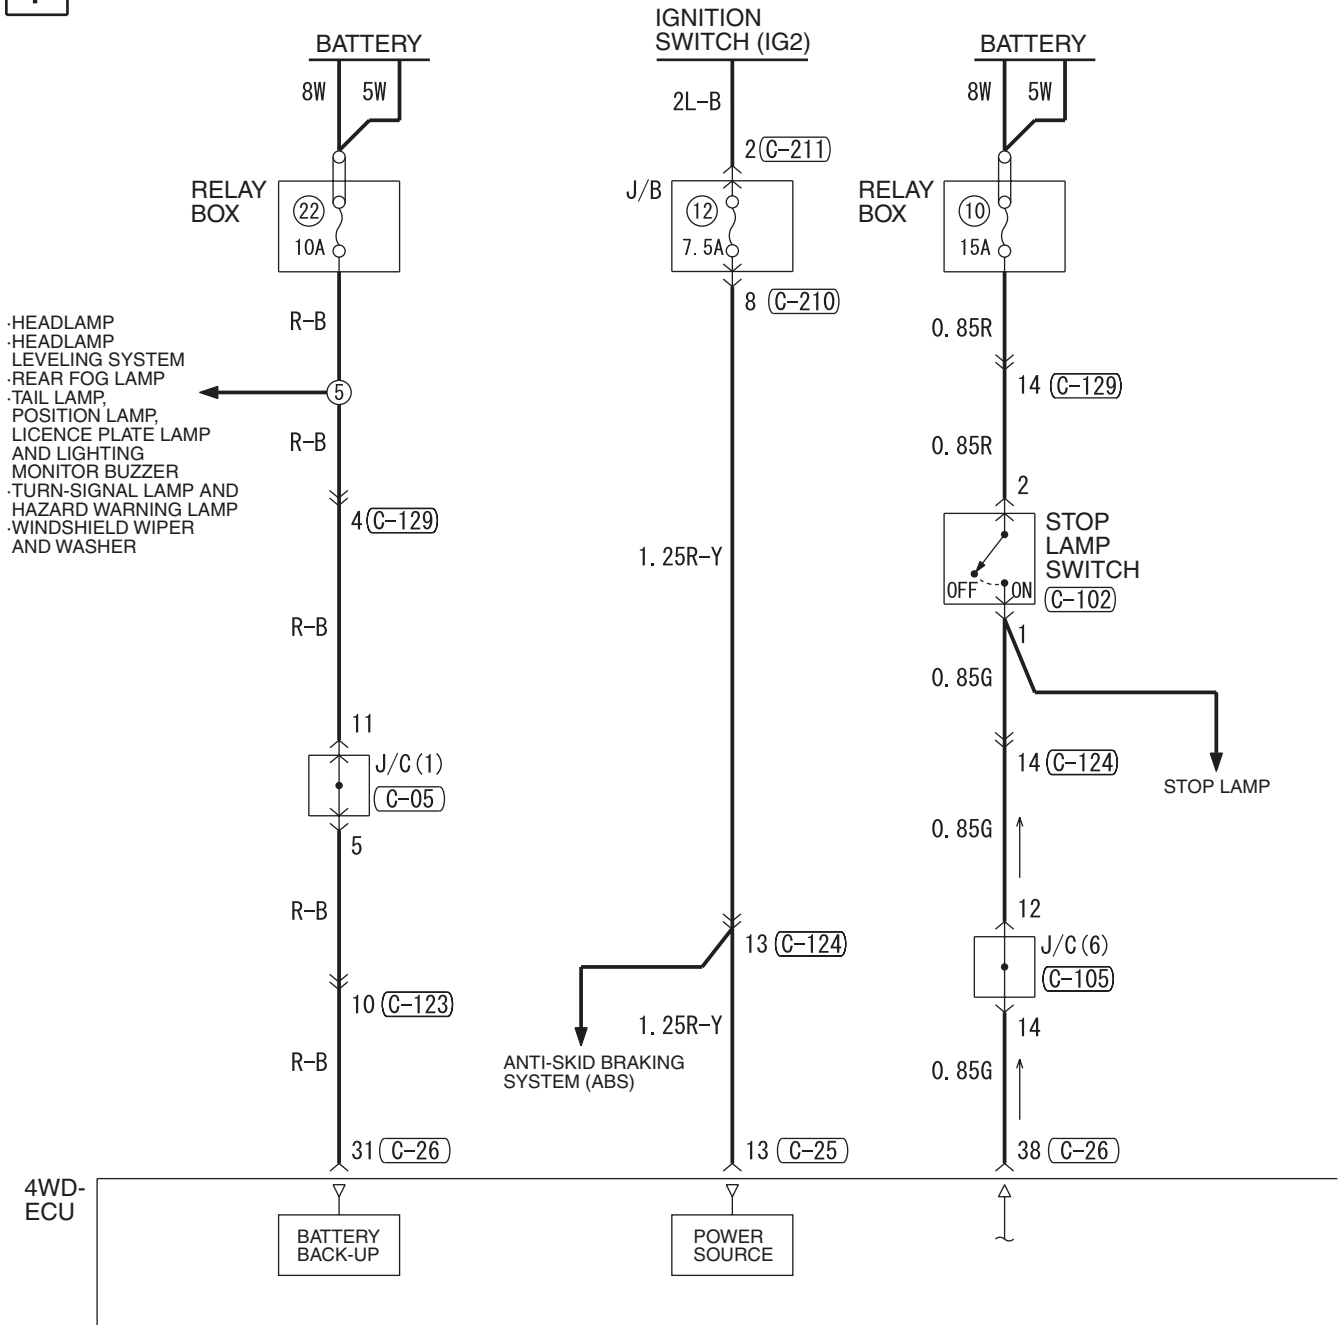 BATTERY
8W
5W
RELAY
BOX
22
10A
R-B
·HEADLAMP
·HEADLAMP
LEVELING SYSTEM
·REAR FOG LAMP
·TAIL LAMP,
POSITION LAMP,
LICENCE PLATE LAMP
AND LIGHTING
MONITOR BUZZER
·TURN-SIGNAL LAMP AND
HAZARD WARNING LAMP
·WINDSHIELD WIPER
AND WASHER
5
R-B
4 C-129
R-B
11
J/C(1)
C-05
5
R-B
10 C-123
R-B
31 C-26
IGNITION
SWITCH (IG2)
2L-B
2 C-211
J/B
12
7.5A
8 C-210
1.25R-Y
13 C-124
ANTI-SKID BRAKING
SYSTEM (ABS)
1.25R-Y
13 C-25
BATTERY
8W
5W
RELAY
BOX
10
15A
0.85R
14 C-129
0.85R
2
STOP
LAMP
SWITCH
OFF
ON
C-102
1
0.85G
STOP LAMP
14 C-124
0.85G
12
J/C(6)
C-105
14
0.85G
38 C-26
4WD-
ECU
BATTERY
BACK-UP
POWER
SOURCE